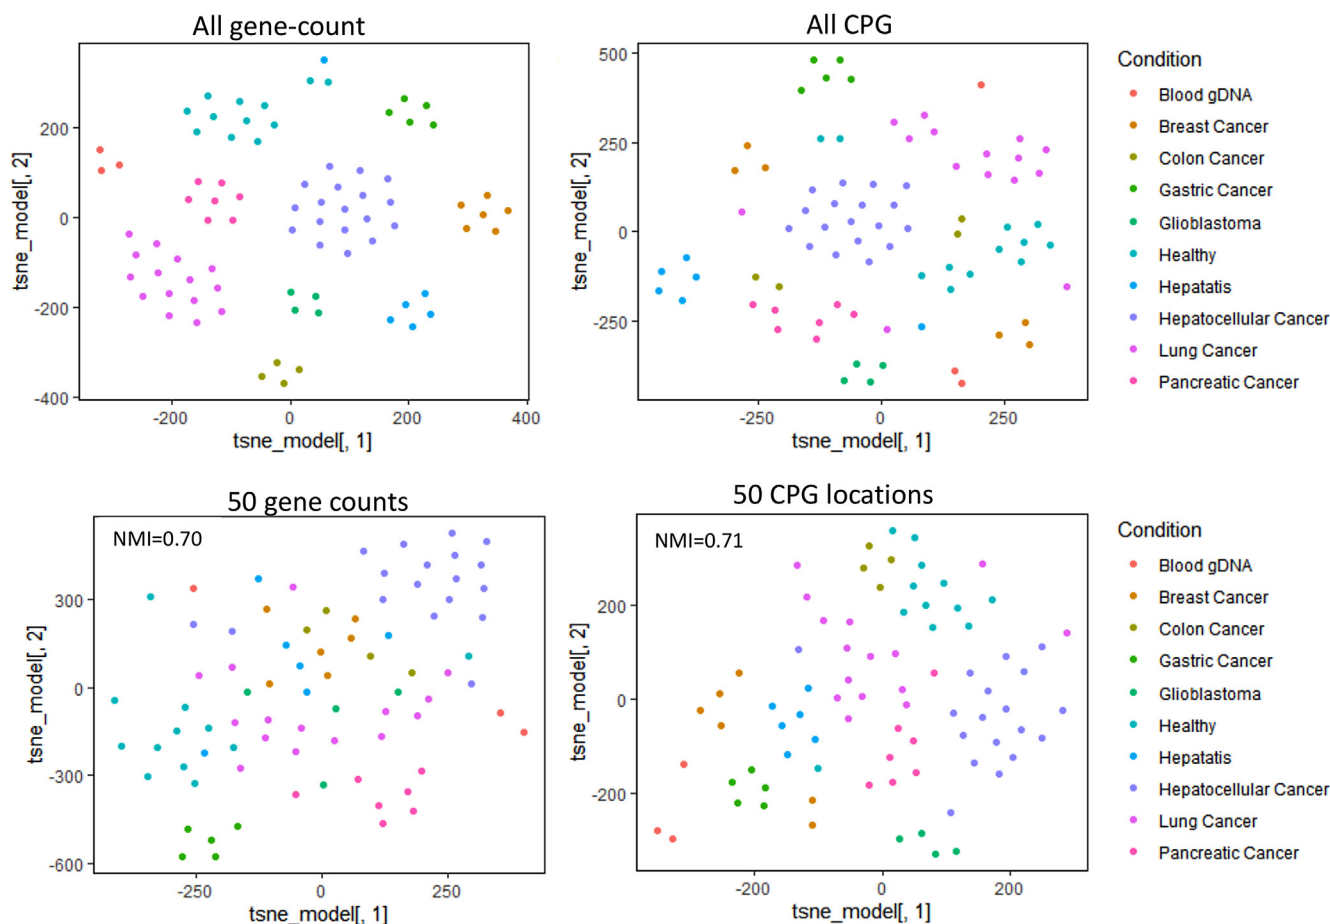 All gene-count
All CPG
tsne_model[, 2]
200
0
-200
-400
-200
0
200
400
tsne_model[, 1]
tsne_model[, 2]
500
250
0
-250
-250
0
250
tsne_model[, 1]
Condition
Blood gDNA
Breast Cancer
Colon Cancer
Gastric Cancer
Glioblastoma
Healthy
Hepatatis
Hepatocellular Cancer
Lung Cancer
Pancreatic Cancer
50 gene counts
50 CPG locations
NMI=0.70
tsne_model[, 2]
300
0
-300
-600
-250
0
250
tsne_model[, 1]
NMI=0.71
tsne_model[, 2]
200
0
-200
-200
0
200
tsne_model[, 1]
Condition
Blood gDNA
Breast Cancer
Colon Cancer
Gastric Cancer
Glioblastoma
Healthy
Hepatatis
Hepatocellular Cancer
Lung Cancer
Pancreatic Cancer